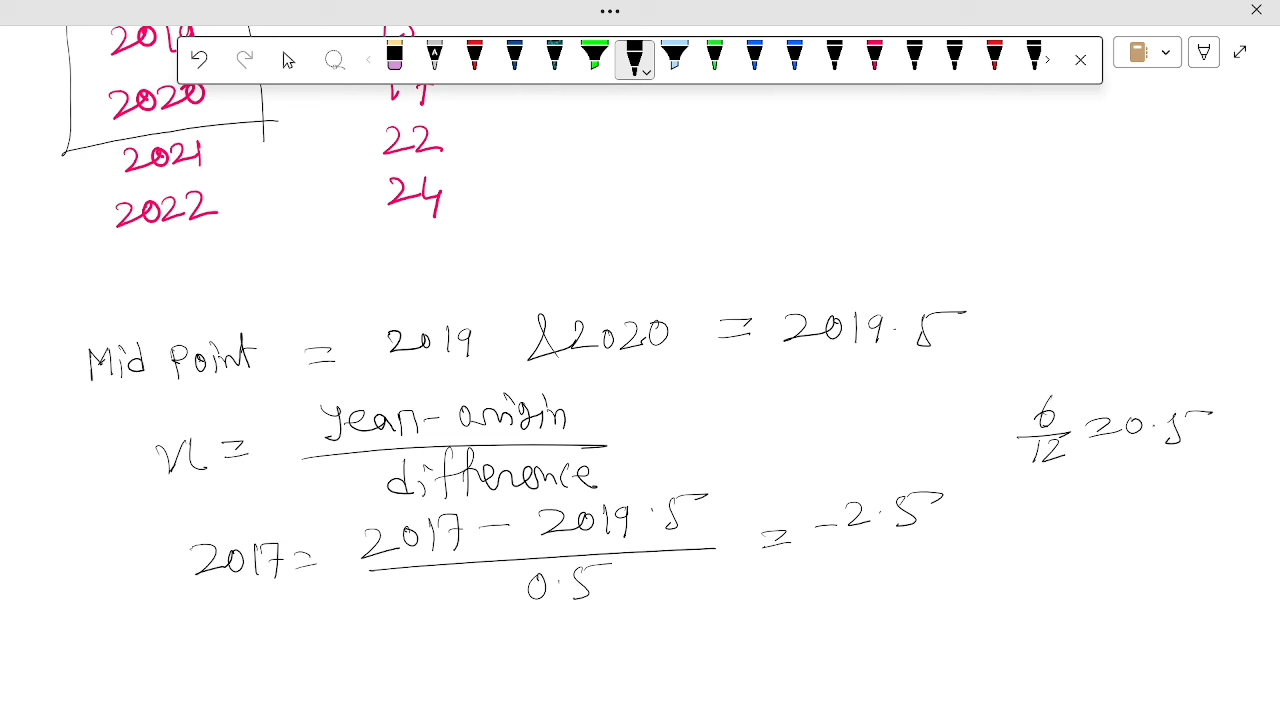 2019
2020
2021 22
2022 24
Mid Point = 2019 & 2020 = 2019.5
x = year - origin / difference
6/12 = 0.5
2017 = 2017 - 2019.5 / 0.5 = -2.5